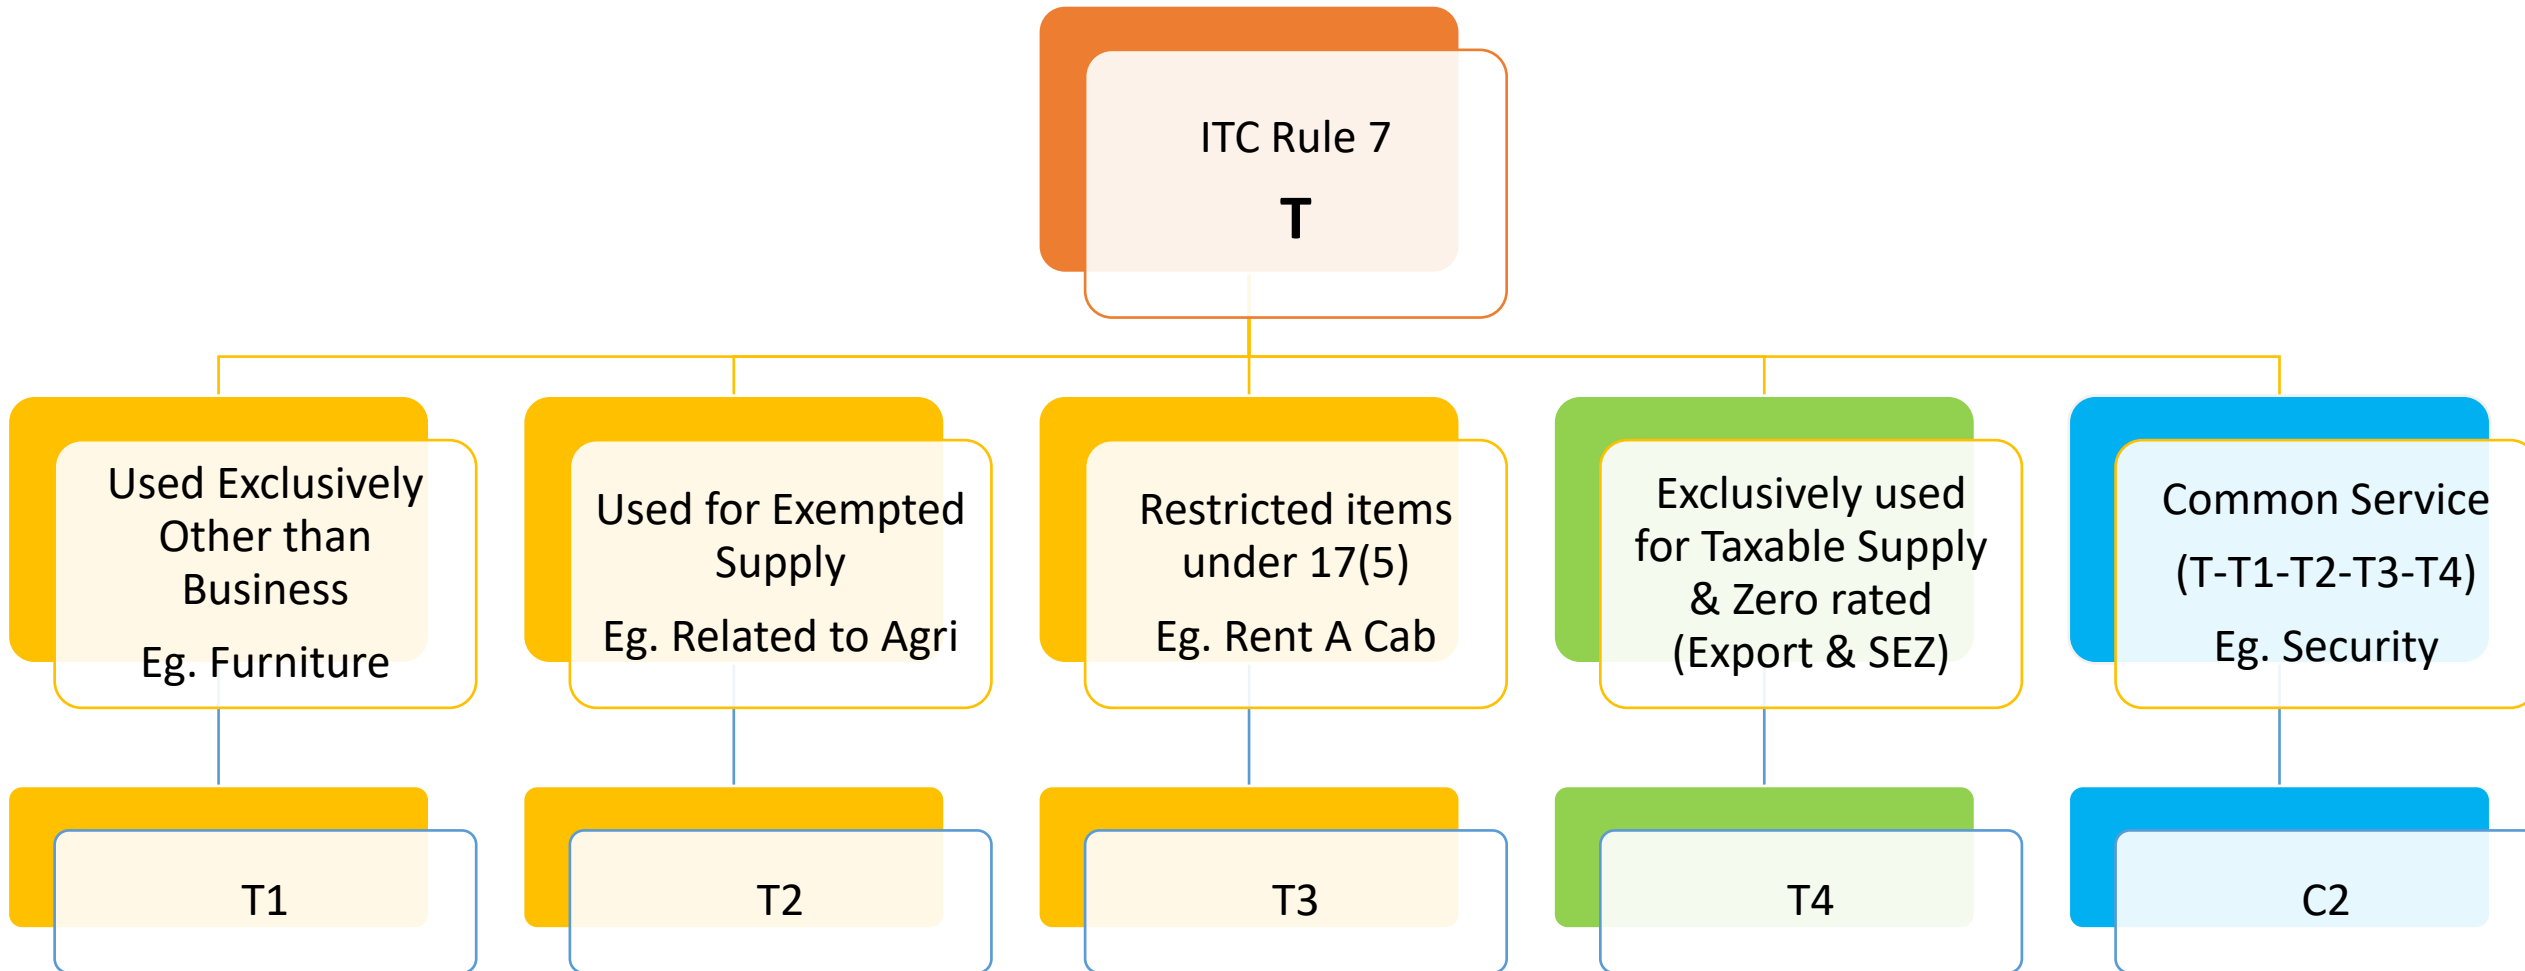 ITC Rule 7
T
Used Exclusively
Other than
Business
Eg. Furniture
Used for Exempted
Supply
Eg. Related to Agri
Restricted items
under 17(5)
Eg. Rent A Cab
Exclusively used
for Taxable Supply
& Zero rated
(Export & SEZ)
Common Service
(T-T1-T2-T3-T4)
Eg. Security
T1
T2
T3
T4
C2